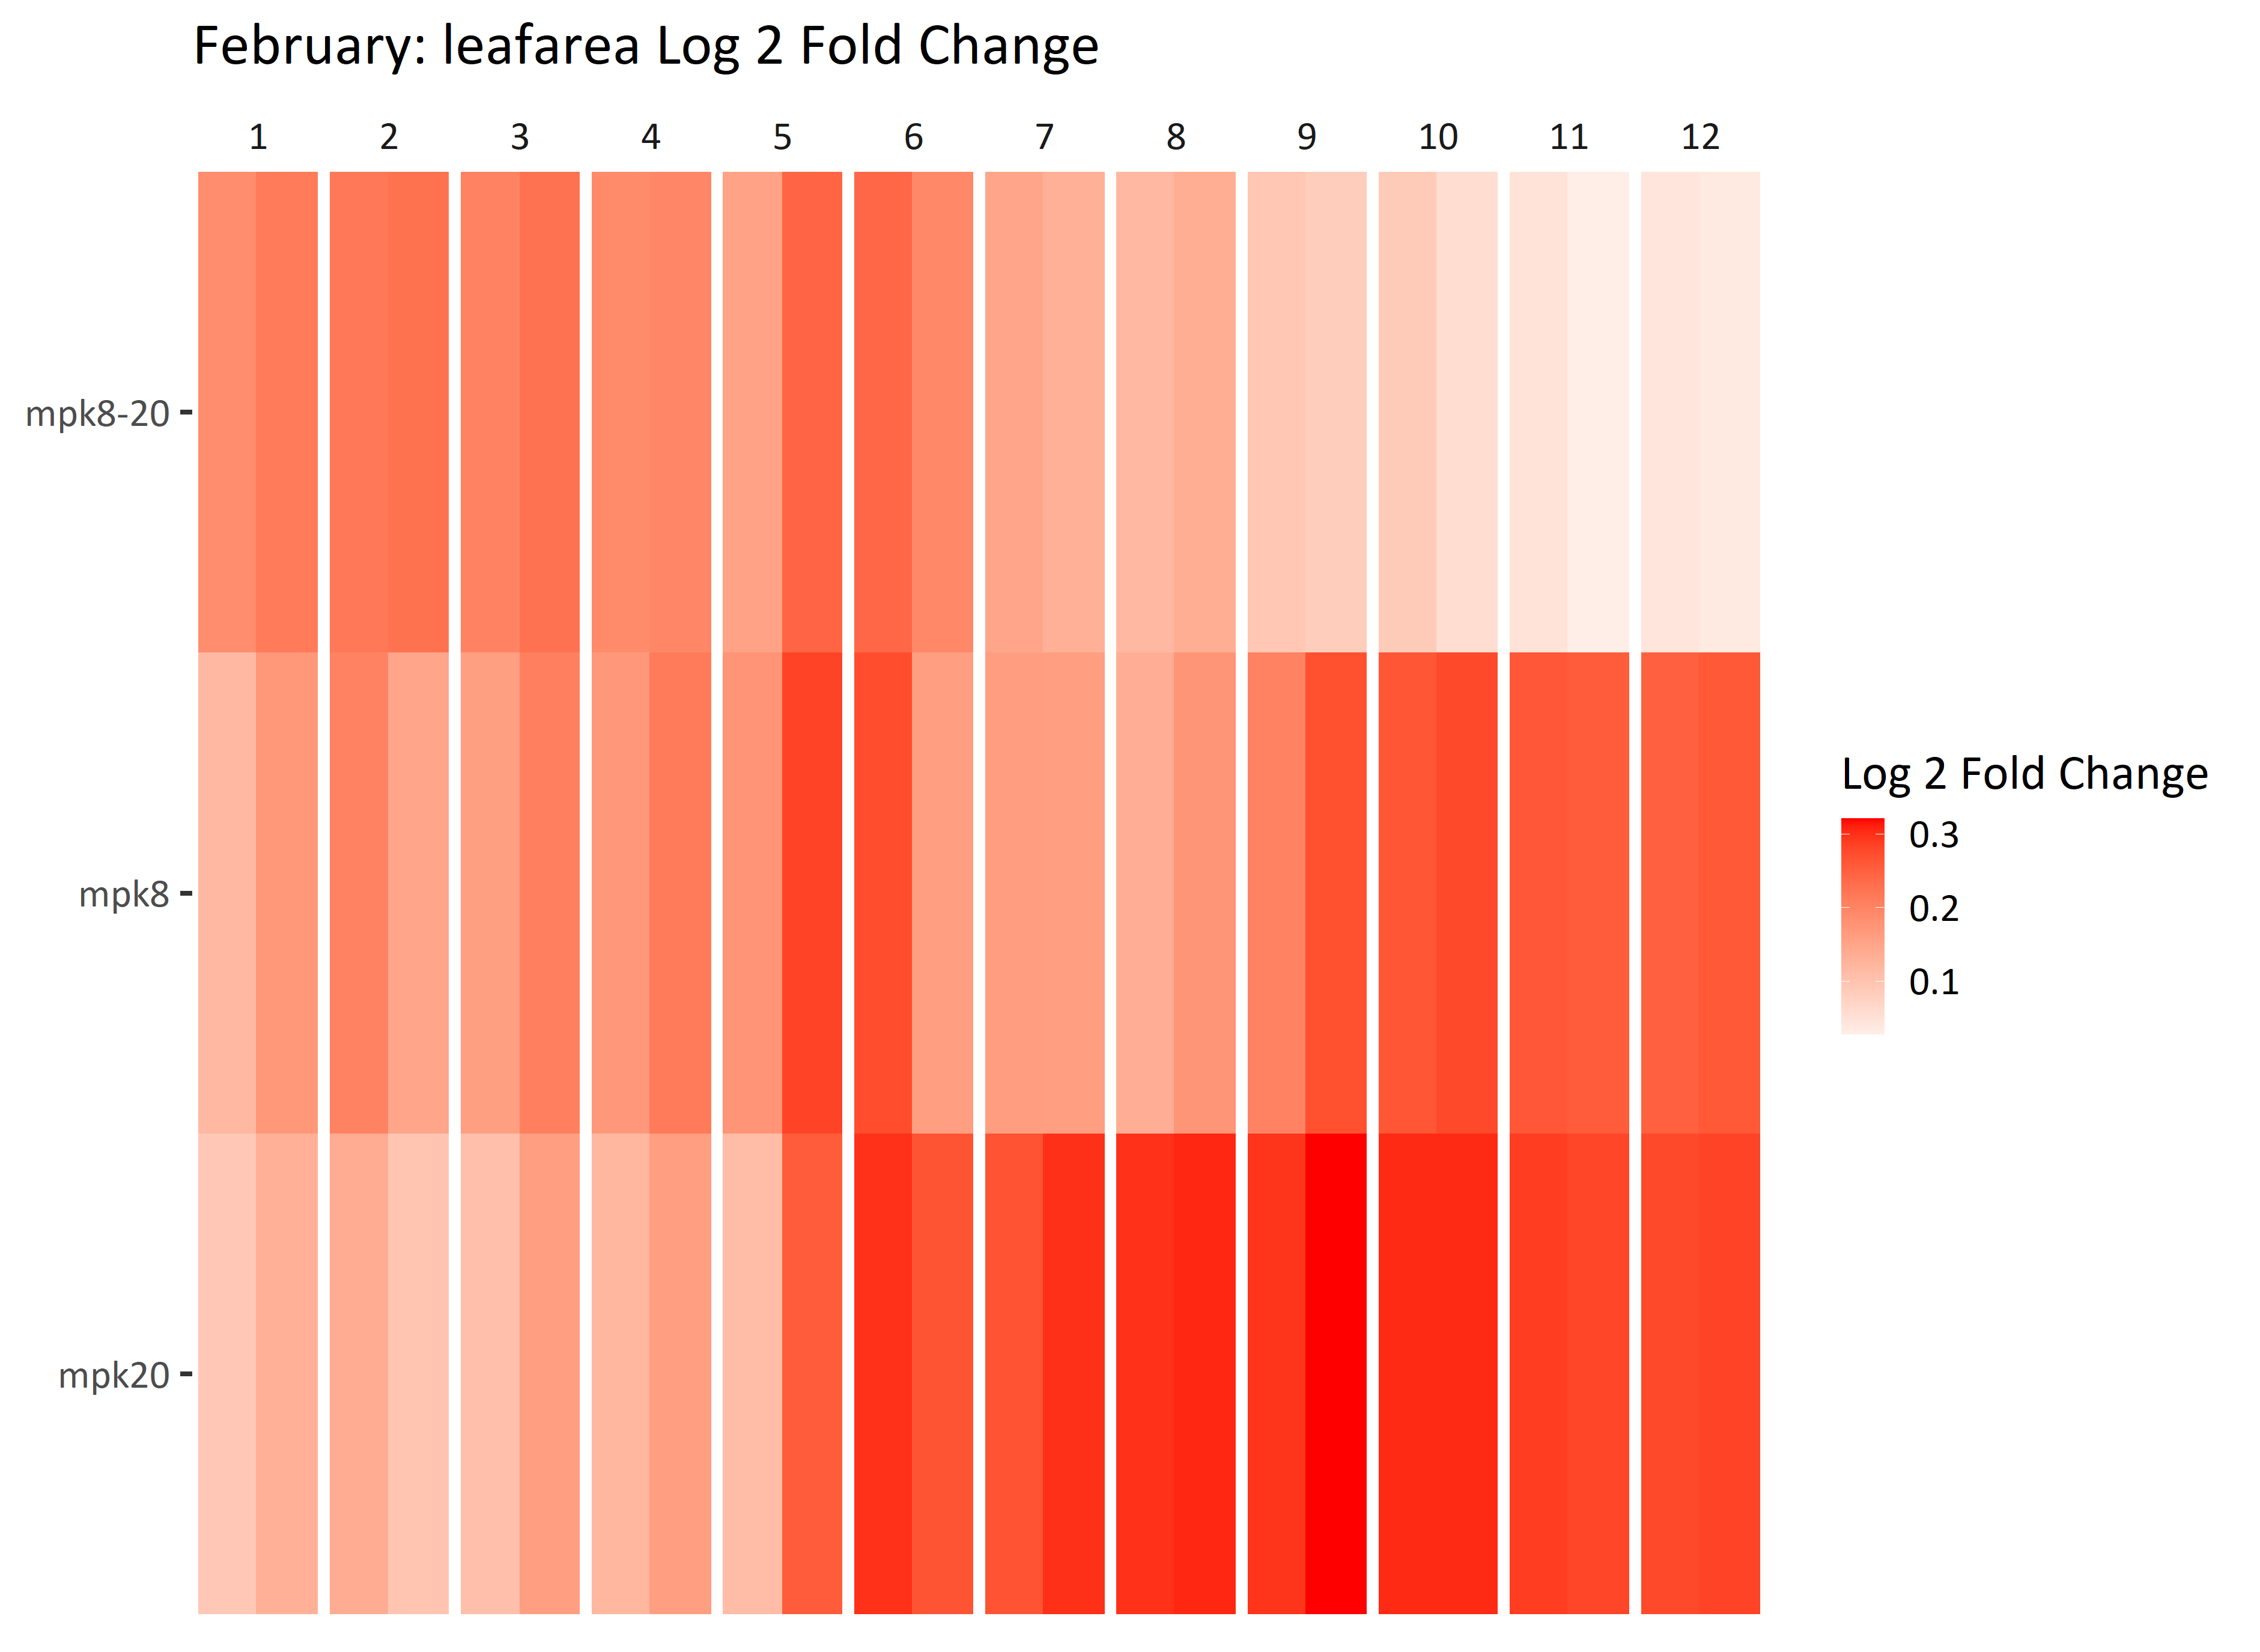 February: leafarea Log 2 Fold Change
1 2 3 4 5 6 7 8 9 10 11 12
mpk8-20
mpk8
mpk20
Log 2 Fold Change
0.3
0.2
0.1